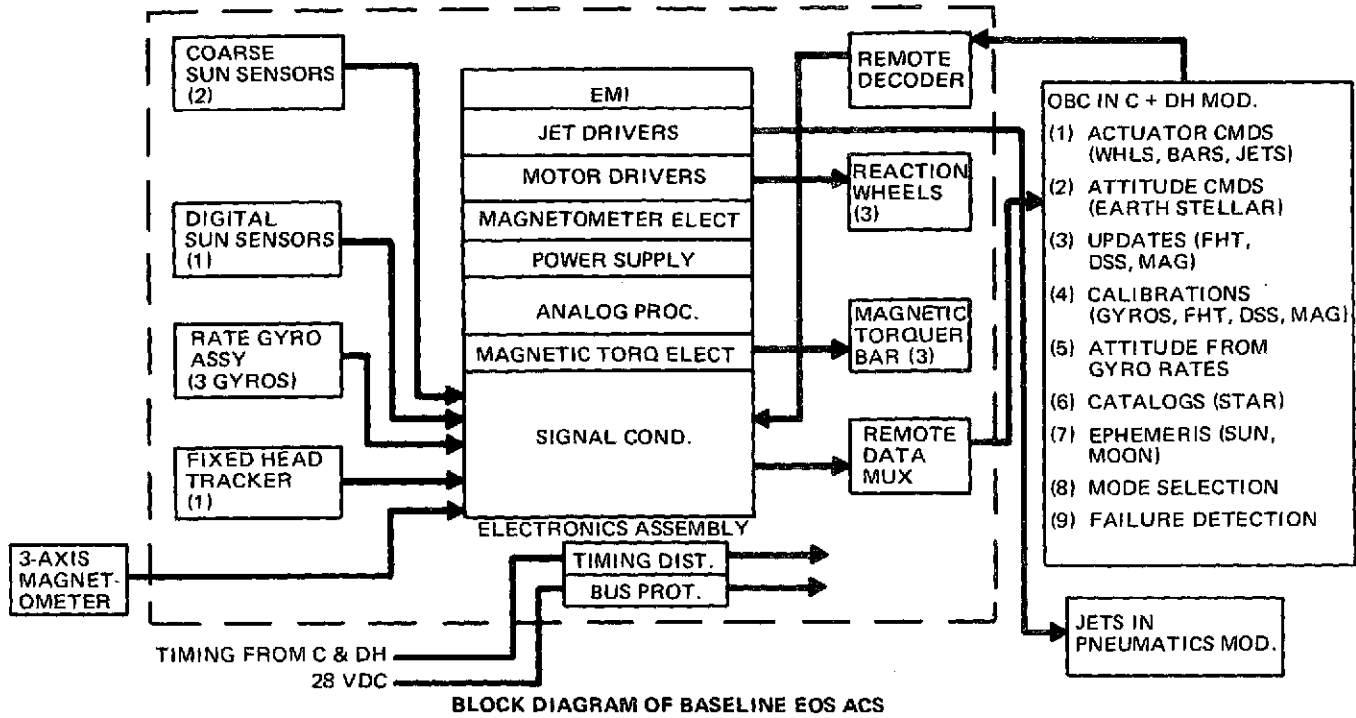 COARSE
SUN SENSORS
(2)
DIGITAL
SUN SENSORS
(1)
RATE GYRO
ASSY
(3 GYROS)
FIXED HEAD
TRACKER
(1)
3-AXIS
MAGNET-
OMETER
EMI
JET DRIVERS
MOTOR DRIVERS
MAGNETOMETER ELECT
POWER SUPPLY
ANALOG PROC.
MAGNETIC TORQ ELECT
SIGNAL COND.
ELECTRONICS ASSEMBLY
TIMING DIST.
BUS PROT.
REMOTE
DECODER
REACTION
WHEELS
(3)
MAGNETIC
TORQUER
BAR (3)
REMOTE
DATA
MUX
OBC IN C + DH MOD.
(1) ACTUATOR CMDS
(WHLS, BARS, JETS)
(2) ATTITUDE CMDS
(EARTH STELLAR)
(3) UPDATES (FHT,
DSS, MAG)
(4) CALIBRATIONS
(GYROS, FHT, DSS, MAG)
(5) ATTITUDE FROM
GYRO RATES
(6) CATALOGS (STAR)
(7) EPHEMERIS (SUN,
MOON)
(8) MODE SELECTION
(9) FAILURE DETECTION
JETS IN
PNEUMATICS MOD.
TIMING FROM C & DH
28 VDC
BLOCK DIAGRAM OF BASELINE EOS ACS